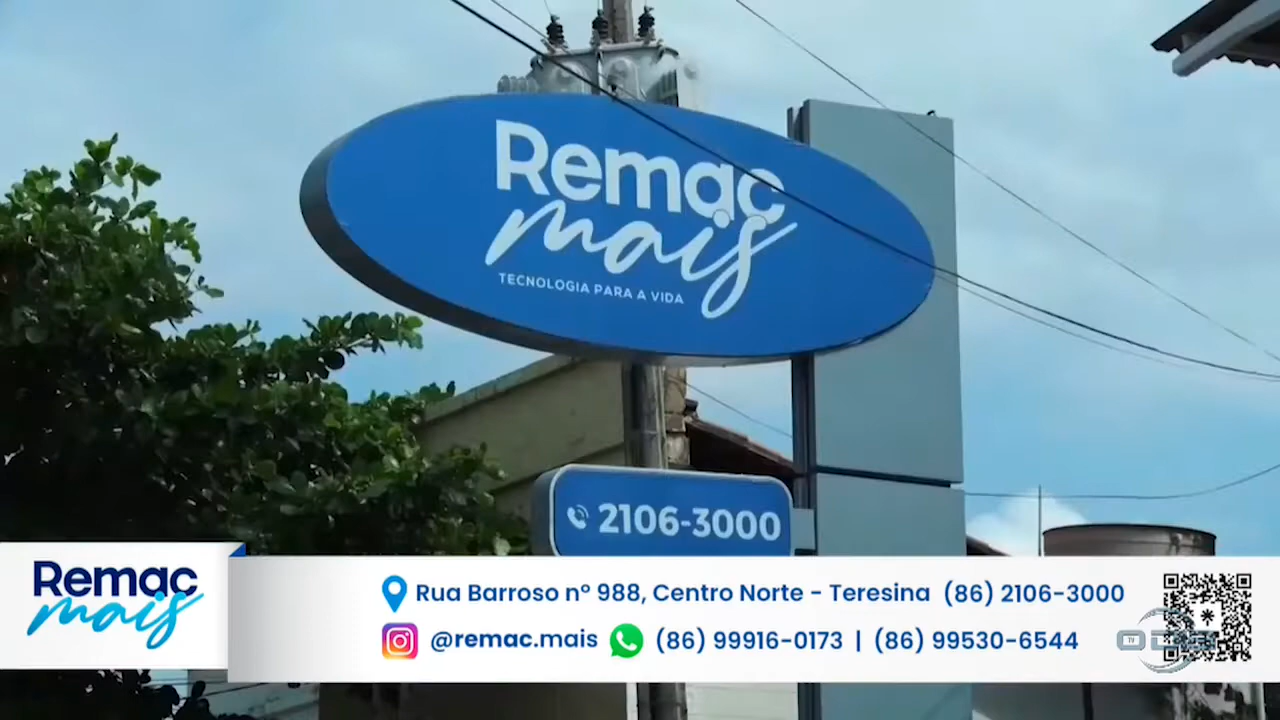 Remac
mais
TECNOLOGIA PARA A VIDA
2106-3000
Remac
mais
Rua Barroso nº 988, Centro Norte - Teresina (86) 2106-3000
@remac.mais (86) 99916-0173 | (86) 99530-6544